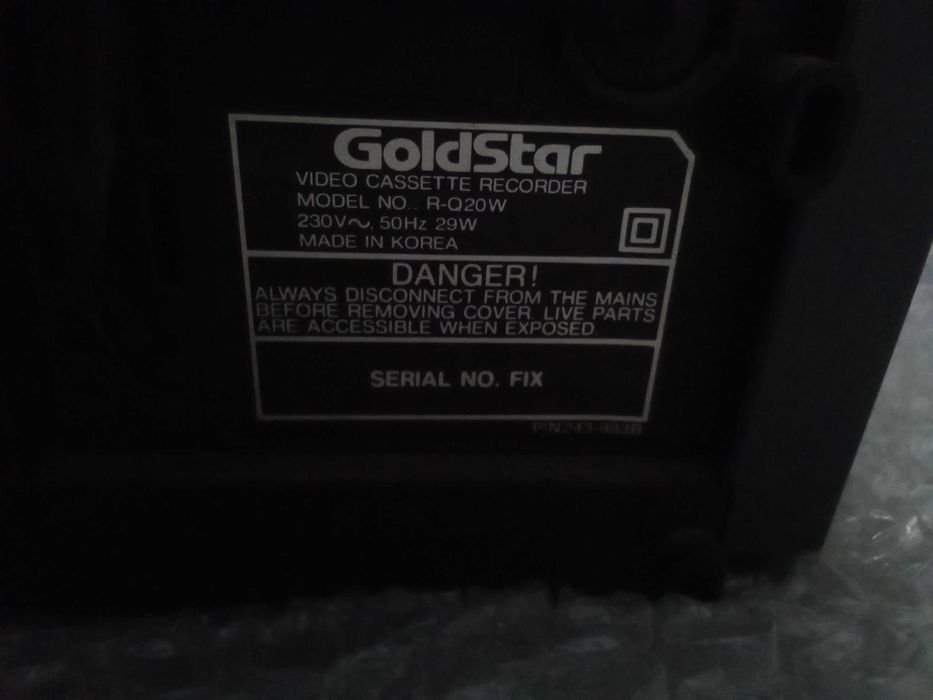 GoldStar
VIDEO CASSETTE RECORDER
MODEL NO.: R-Q20W
230V~, 50Hz 29W
MADE IN KOREA
DANGER!
ALWAYS DISCONNECT FROM THE MAINS
BEFORE REMOVING COVER. LIVE PARTS
ARE ACCESSIBLE WHEN EXPOSED.
SERIAL NO. FIX
P/N